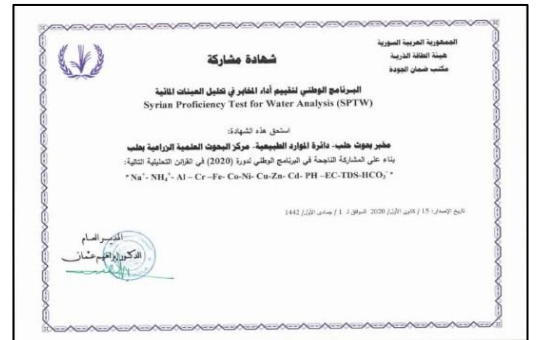 الجمهورية العربية السورية
هيئة الطاقة الذرية
مكتب ضمان الجودة
شهادة مشاركة
البرنامج الوطني لتقييم أداء المخابر في تحليل العينات المائية
Syrian Proficiency Test for Water Analysis (SPTW)
استحق هذه الشهادة:
مخبر بحوث حلب- دائرة الموارد الطبيعية- مركز البحوث العلمية الزراعية بحلب
بناء على المشاركة الناجحة في البرنامج الوطني لدورة (2020) في القرائن التحليلية التالية:
"Na⁺- NH₄⁺- Al – Cr –Fe- Co-Ni- Cu-Zn- Cd- PH –EC-TDS-HCO₃⁻"
تاريخ الإصدار: 15 / كانون الأول/ 2020 الموافق لـ 1 / جمادى الأول/ 1442
المدير العام
الدكتور إبراهيم عثمان